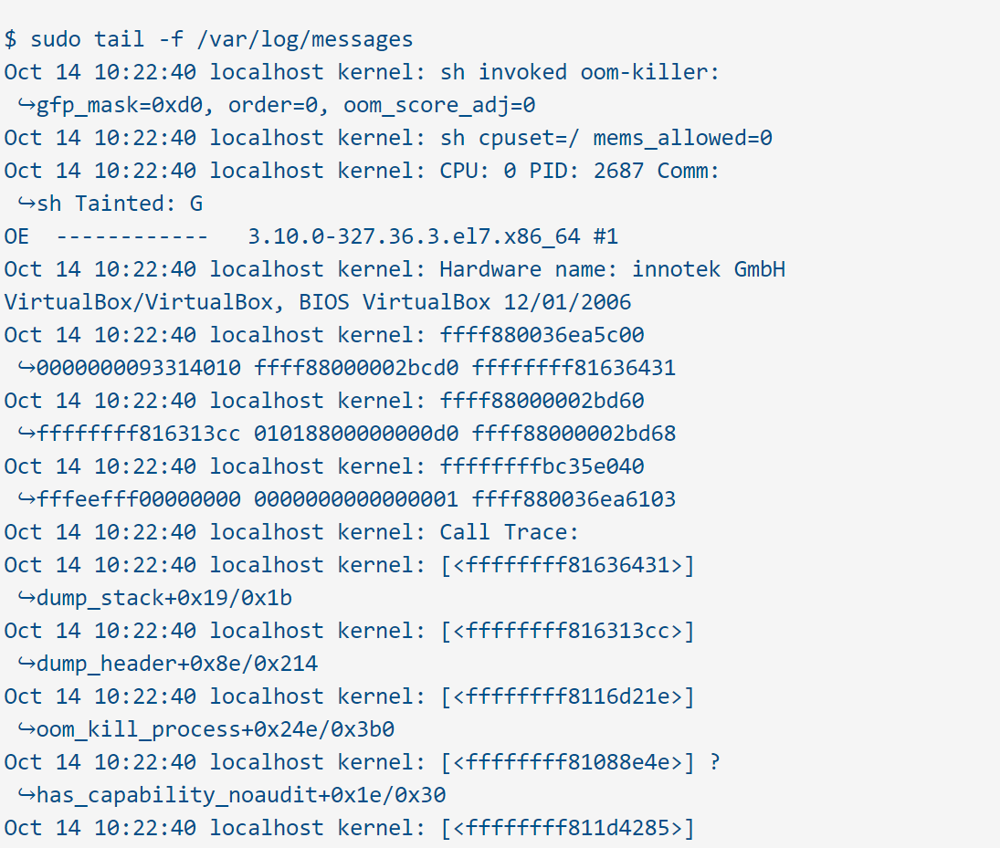 $ sudo tail -f /var/log/messages
Oct 14 10:22:40 localhost kernel: sh invoked oom-killer:
↪gfp_mask=0xd0, order=0, oom_score_adj=0
Oct 14 10:22:40 localhost kernel: sh cpuset=/ mems_allowed=0
Oct 14 10:22:40 localhost kernel: CPU: 0 PID: 2687 Comm:
↪sh Tainted: G
OE  ------------   3.10.0-327.36.3.el7.x86_64 #1
Oct 14 10:22:40 localhost kernel: Hardware name: innotek GmbH
VirtualBox/VirtualBox, BIOS VirtualBox 12/01/2006
Oct 14 10:22:40 localhost kernel: ffff880036ea5c00
↪0000000093314010 ffff88000002bcd0 ffffffff81636431
Oct 14 10:22:40 localhost kernel: ffff88000002bd60
↪ffffffff816313cc 01018800000000d0 ffff88000002bd68
Oct 14 10:22:40 localhost kernel: ffffffffbc35e040
↪fffeefff00000000 0000000000000001 ffff880036ea6103
Oct 14 10:22:40 localhost kernel: Call Trace:
Oct 14 10:22:40 localhost kernel: [<ffffffff81636431>]
↪dump_stack+0x19/0x1b
Oct 14 10:22:40 localhost kernel: [<ffffffff816313cc>]
↪dump_header+0x8e/0x214
Oct 14 10:22:40 localhost kernel: [<ffffffff8116d21e>]
↪oom_kill_process+0x24e/0x3b0
Oct 14 10:22:40 localhost kernel: [<ffffffff81088e4e>] ?
↪has_capability_noaudit+0x1e/0x30
Oct 14 10:22:40 localhost kernel: [<ffffffff811d4285>]